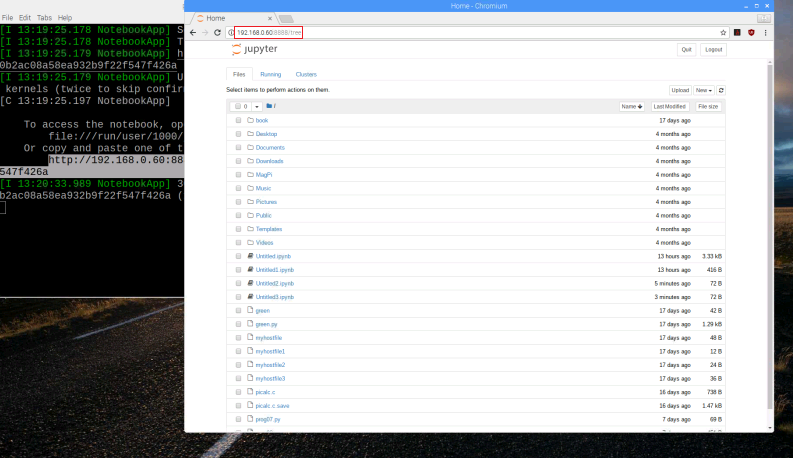 Home - Chromium
File Edit Tabs Help
[I 13:19:25.178 NotebookApp] S
[I 13:19:25.178 NotebookApp] T
[I 13:19:25.179 NotebookApp] h
0b2ac08a58ea932b9f22f547f426a
[I 13:19:25.179 NotebookApp] U
kernels (twice to skip confir
[C 13:19:25.197 NotebookApp]
To access the notebook, op
file:///run/user/1000/
Or copy and paste one of t
http://192.168.0.60:88
547f426a
[I 13:20:33.989 NotebookApp] 3
b2ac08a58ea932b9f22f547f426a (
Home
192.168.0.60:8888/tree
jupyter
Quit Logout
Files Running Clusters
Select items to perform actions on them.
Upload New
0 / Name Last Modified File size
book 17 days ago
Desktop 4 months ago
Documents 4 months ago
Downloads 4 months ago
MagPi 4 months ago
Music 4 months ago
Pictures 4 months ago
Public 4 months ago
Templates 4 months ago
Videos 4 months ago
Untitled.ipynb 13 hours ago 3.33 kB
Untitled1.ipynb 13 hours ago 416 B
Untitled2.ipynb 5 minutes ago 72 B
Untitled3.ipynb 3 minutes ago 72 B
green 17 days ago 42 B
green.py 17 days ago 1.29 kB
myhostfile 17 days ago 48 B
myhostfile1 17 days ago 12 B
myhostfile2 17 days ago 24 B
myhostfile3 17 days ago 36 B
picalc.c 16 days ago 738 B
picalc.c.save 16 days ago 1.47 kB
prog07.py 7 days ago 69 B